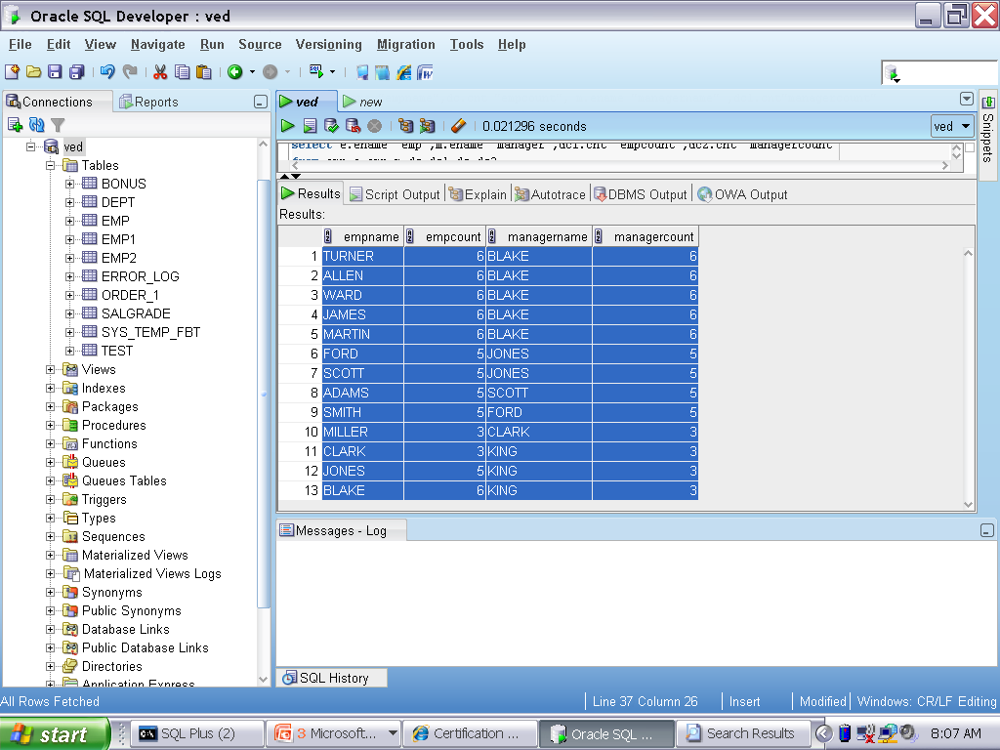 Oracle SQL Developer : ved
File Edit View Navigate Run Source Versioning Migration Tools Help
Connections
Reports
ved
Tables
BONUS
DEPT
EMP
EMP1
EMP2
ERROR_LOG
ORDER_1
SALGRADE
SYS_TEMP_FBT
TEST
Views
Indexes
Packages
Procedures
Functions
Queues
Queues Tables
Triggers
Types
Sequences
Materialized Views
Materialized Views Logs
Synonyms
Public Synonyms
Database Links
Public Database Links
Directories
Application Express
ved new
0.021296 seconds
ved
Snippets
select e.ename emp ,m.ename manager ,dc1.cnt empcount ,dc2.cnt managercount
Results Script Output Explain Autotrace DBMS Output OWA Output
Results:
empname empcount managername managercount
1 TURNER 6 BLAKE 6
2 ALLEN 6 BLAKE 6
3 WARD 6 BLAKE 6
4 JAMES 6 BLAKE 6
5 MARTIN 6 BLAKE 6
6 FORD 5 JONES 5
7 SCOTT 5 JONES 5
8 ADAMS 5 SCOTT 5
9 SMITH 5 FORD 5
10 MILLER 3 CLARK 3
11 CLARK 3 KING 3
12 JONES 5 KING 3
13 BLAKE 6 KING 3
Messages - Log
SQL History
All Rows Fetched
Line 37 Column 26
Insert
Modified
Windows: CR/LF Editing
start
SQL Plus (2)
3 Microsoft...
Certification ...
Oracle SQL ...
Search Results
8:07 AM